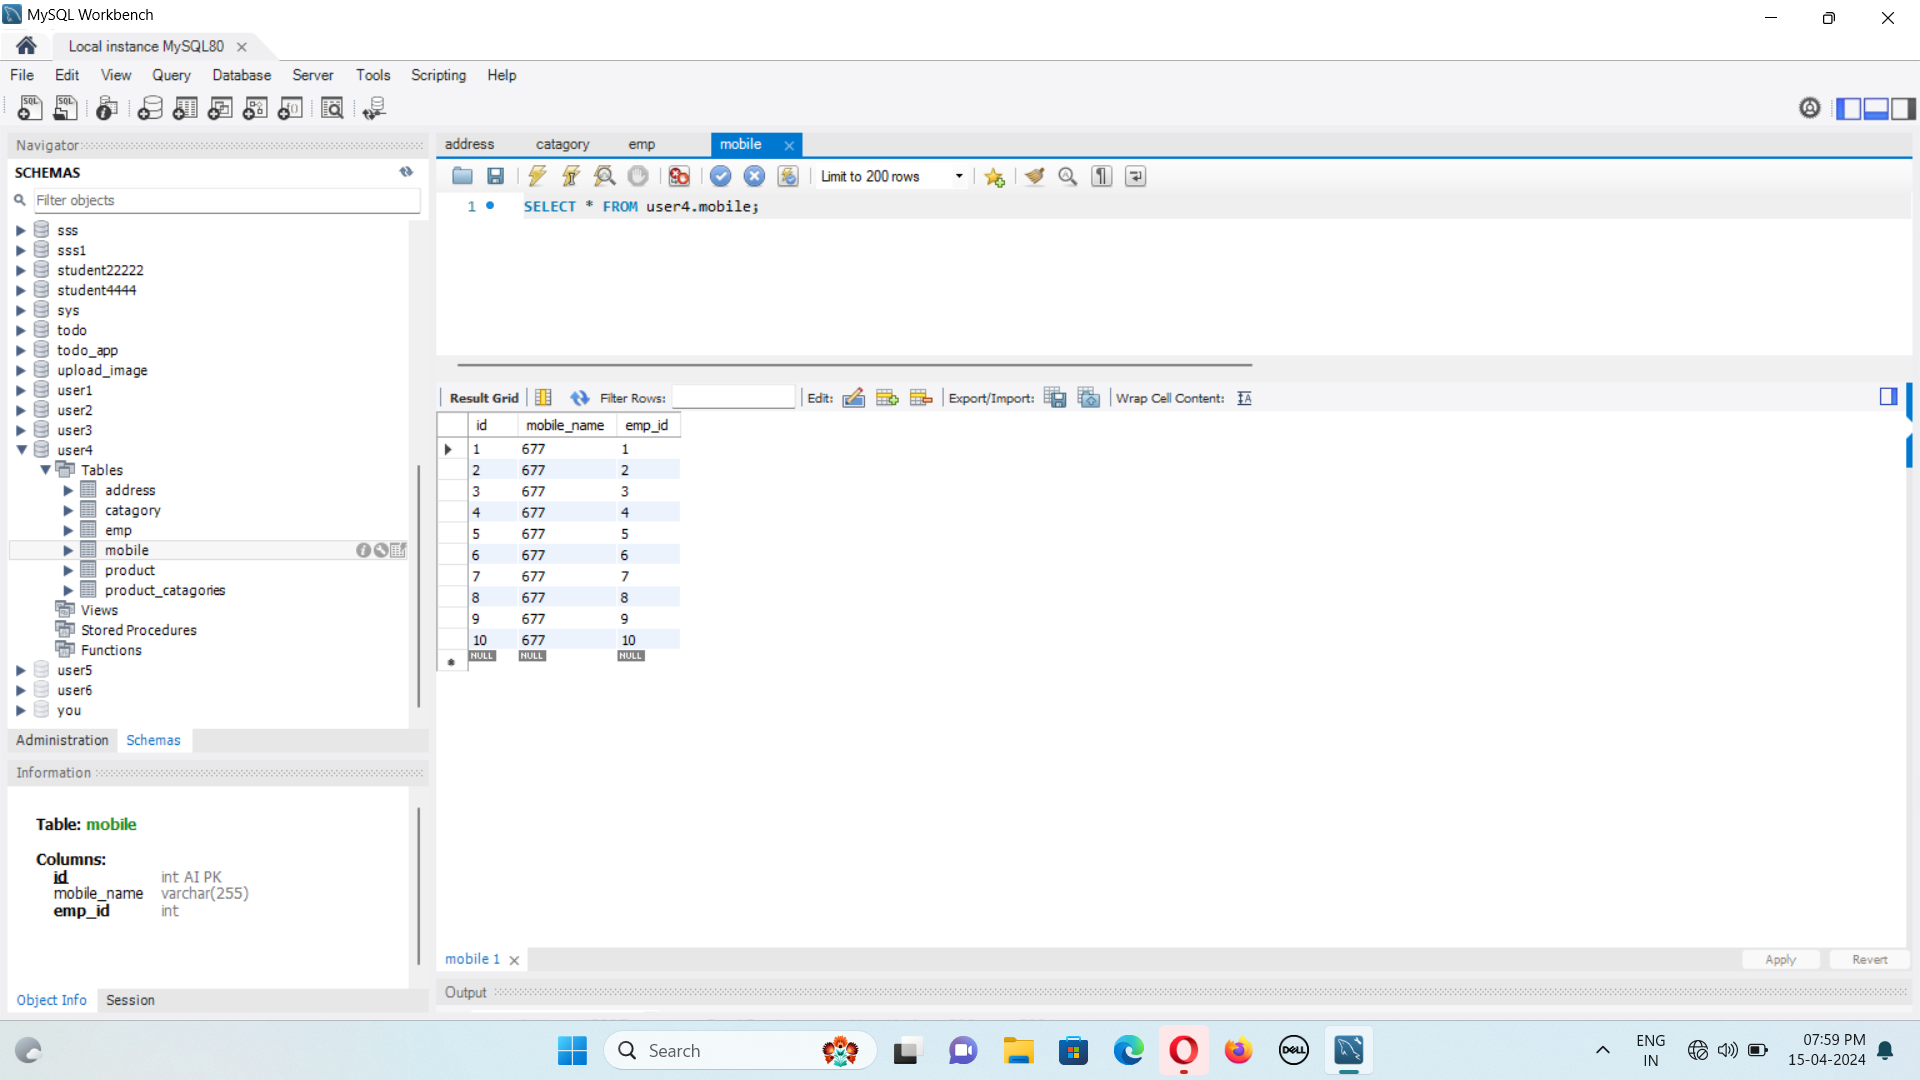 MySQL Workbench
Local instance MySQL80
File Edit View Query Database Server Tools Scripting Help
Navigator
SCHEMAS
Filter objects
sss
sss1
student22222
student4444
sys
todo
todo_app
upload_image
user1
user2
user3
user4
Tables
address
catagory
emp
mobile
product
product_catagories
Views
Stored Procedures
Functions
user5
user6
you
Administration Schemas
Information
Table: mobile
Columns:
id int AI PK
mobile_name varchar(255)
emp_id int
Object Info Session
address catagory emp mobile
Limit to 200 rows
1 SELECT * FROM user4.mobile;
Result Grid Filter Rows: Edit: Export/Import: Wrap Cell Content:
id mobile_name emp_id
1 677 1
2 677 2
3 677 3
4 677 4
5 677 5
6 677 6
7 677 7
8 677 8
9 677 9
10 677 10
NULL NULL NULL
mobile 1
Apply Revert
Output
Search
DELL
ENG
IN
07:59 PM
15-04-2024